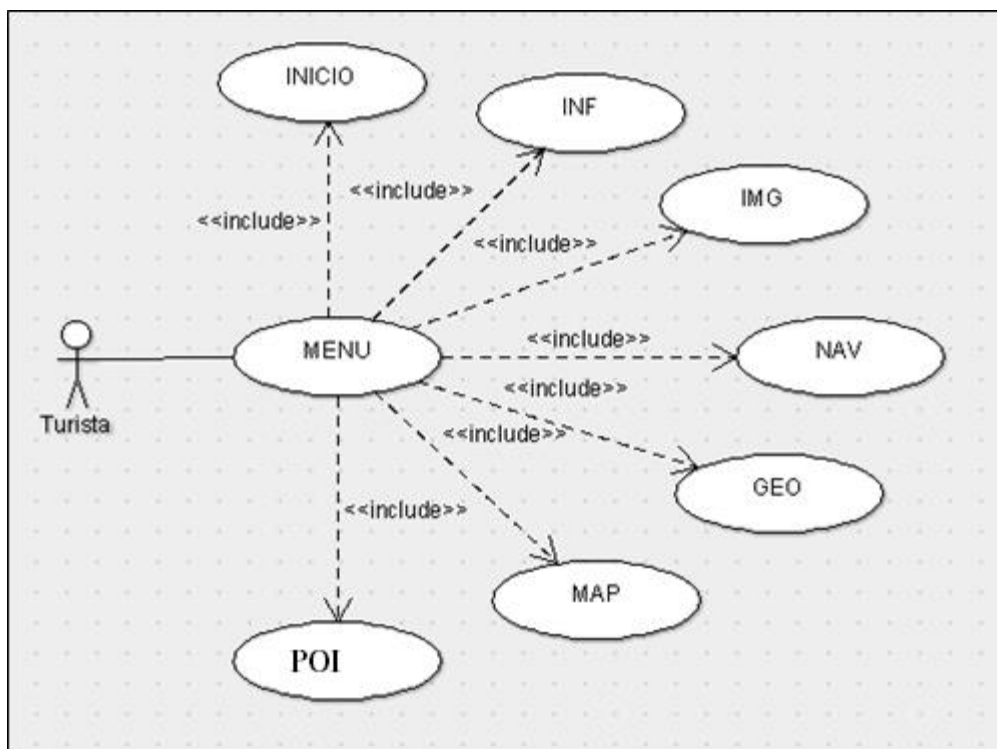 INICIO
INF
<<include>>
IMG
<<include>>
<<include>>
MENU
<<include>>
NAV
<<include>>
Turista
<<include>>
GEO
<<include>>
MAP
POI